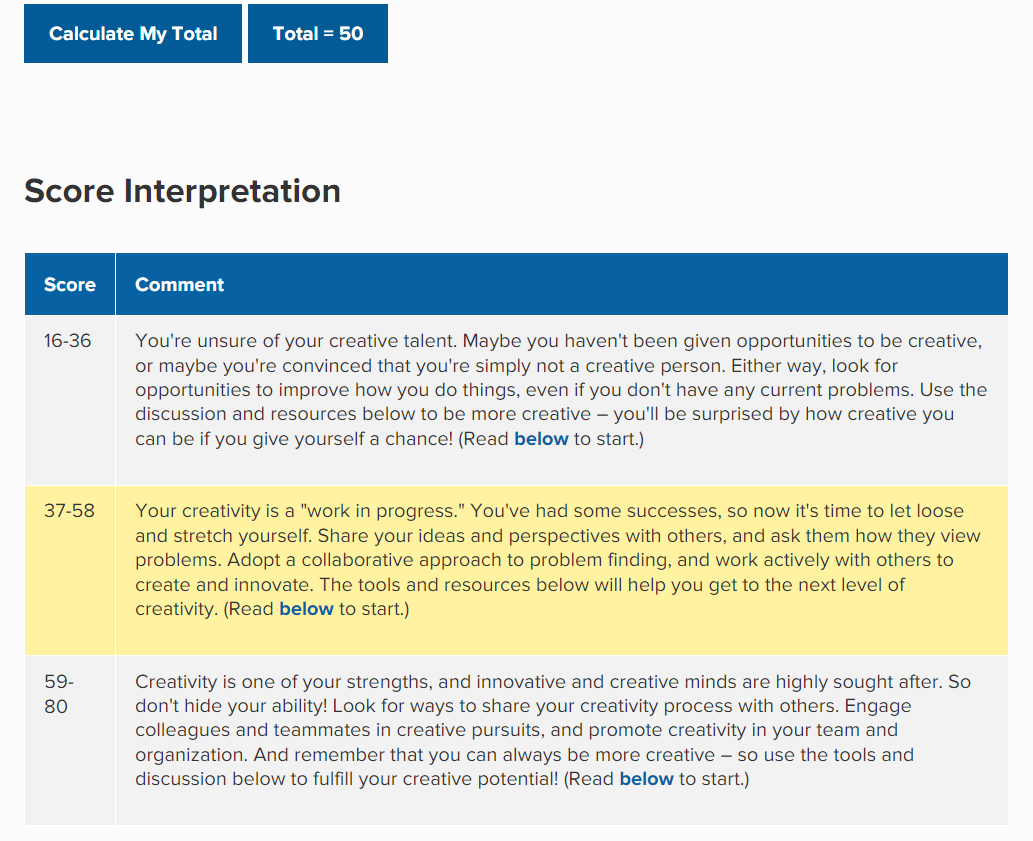 Calculate My Total
Total = 50
Score Interpretation
Score
Comment
16-36
You're unsure of your creative talent. Maybe you haven't been given opportunities to be creative,
or maybe you're convinced that you're simply not a creative person. Either way, look for
opportunities to improve how you do things, even if you don't have any current problems. Use the
discussion and resources below to be more creative – you'll be surprised by how creative you
can be if you give yourself a chance! (Read below to start.)
37-58
Your creativity is a "work in progress." You've had some successes, so now it's time to let loose
and stretch yourself. Share your ideas and perspectives with others, and ask them how they view
problems. Adopt a collaborative approach to problem finding, and work actively with others to
create and innovate. The tools and resources below will help you get to the next level of
creativity. (Read below to start.)
59-
80
Creativity is one of your strengths, and innovative and creative minds are highly sought after. So
don't hide your ability! Look for ways to share your creativity process with others. Engage
colleagues and teammates in creative pursuits, and promote creativity in your team and
organization. And remember that you can always be more creative – so use the tools and
discussion below to fulfill your creative potential! (Read below to start.)